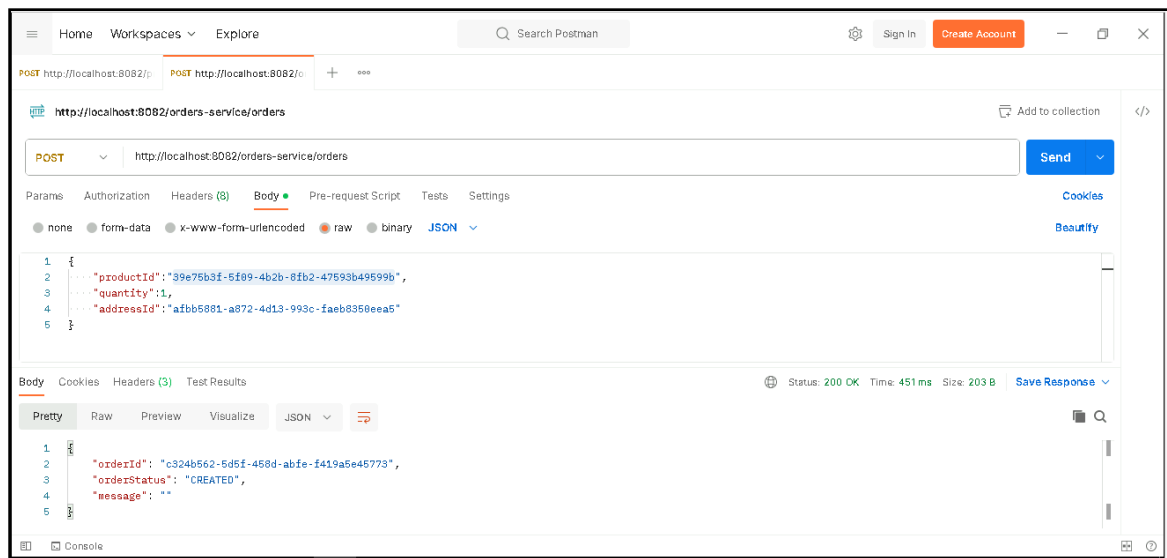 Home Workspaces Explore Search Postman Sign In Create Account
POST http://localhost:8082/p POST http://localhost:8082/o
HTTP http://localhost:8082/orders-service/orders Add to collection </>
POST http://localhost:8082/orders-service/orders Send
Params Authorization Headers (8) Body Pre-request Script Tests Settings Cookies
none form-data x-www-form-urlencoded raw binary JSON Beautify
1 {
2 "productId":"39e75b3f-5f09-4b2b-8fb2-47593b49599b",
3 "quantity":1,
4 "addressId":"afbb5881-a872-4d13-993c-faeb8350eea5"
5 }
Body Cookies Headers (3) Test Results Status: 200 OK Time: 451 ms Size: 203 B Save Response
Pretty Raw Preview Visualize JSON
1 {
2 "orderId": "c324b562-5d5f-458d-abfe-f419a5e45773",
3 "orderStatus": "CREATED",
4 "message": ""
5 }
Console